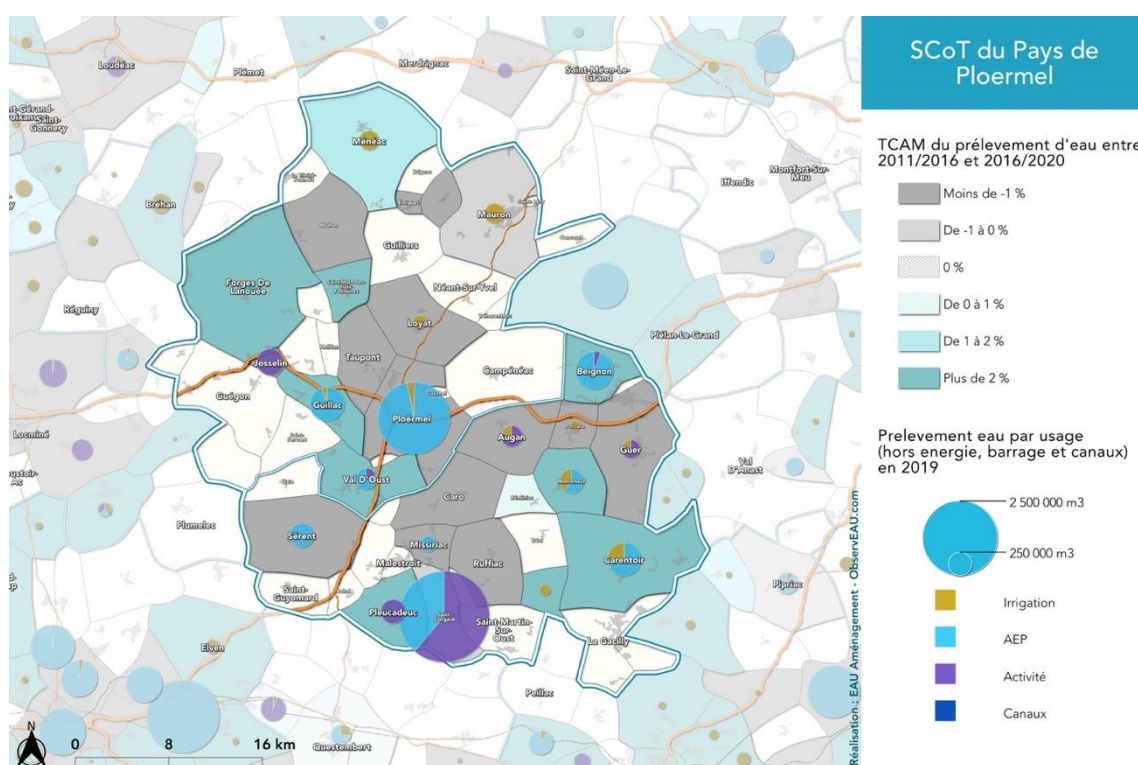 SCoT du Pays de
Ploermel
TCAM du prélevement d'eau entre
2011/2016 et 2016/2020
Moins de -1 %
De -1 à 0 %
0 %
De 0 à 1 %
De 1 à 2 %
Plus de 2 %
Prelevement eau par usage
(hors energie, barrage et canaux)
en 2019
2 500 000 m3
250 000 m3
Irrigation
AEP
Activité
Canaux
Réalisation : EAU Aménagement - ObservEAU.com
Loudéac
Plémet
Merdrignac
Saint-Méen-Le-
Grand
Saint-
Gonnery
Ménéac
Iffendic
Montfort-Sur-
Meu
Bréhan
Mauron
Guilliers
Forges De
Lanouée
Néant-Sur-Yvel
Réguiny
Loyat
Plélan-Le-Grand
Taupont
Josselin
Campénéac
Beignon
Guégon
Guillac
Ploërmel
Augan
Guer
Locminé
Val
D'Anast
Val D'Oust
Caro
Plumelec
Sérent
Missiriac
Carentoir
Malestroit
Ruffiac
Saint-
Guyomard
Pleucadeuc
Saint-Martin-
Sur-
Oust
La Gacilly
Pipriac
Elven
Peillac
Questembert
N
0 8 16 km